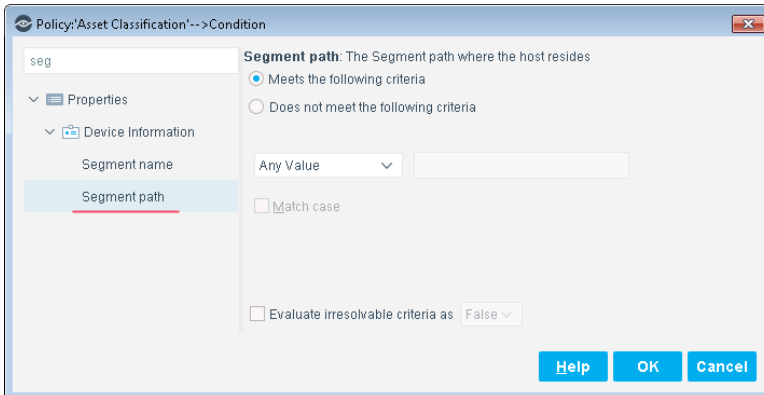 Policy:'Asset Classification'-->Condition
seg
Properties
Device Information
Segment name
Segment path
Segment path: The Segment path where the host resides
Meets the following criteria
Does not meet the following criteria
Any Value
Match case
Evaluate irresolvable criteria as False
Help OK Cancel